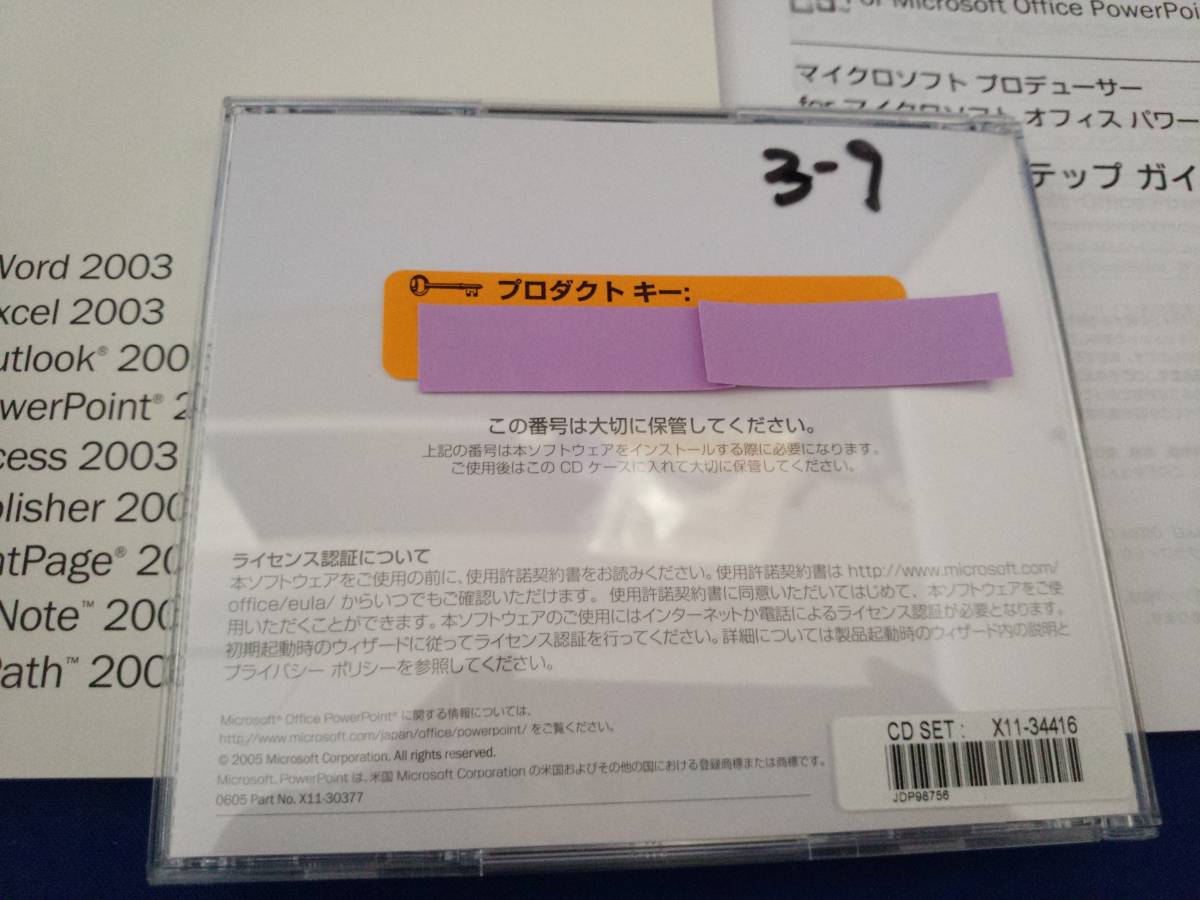 or Microsoft Office PowerPoi
マイクロソフト プロデューサー
for マイクロソフト オフィス パワー
テップ ガイ
Word 2003
xcel 2003
utlook® 200
werPoint® 2
cess 2003
blisher 200
ntPage® 20
Note™ 200
Path™ 200
3-9
プロダクト キー:
この番号は大切に保管してください。
上記の番号は本ソフトウェアをインストールする際に必要になります。
ご使用後はこの CD ケースに入れて大切に保管してください。
ライセンス認証について
本ソフトウェアをご使用の前に、使用許諾契約書をお読みください。使用許諾契約書は http://www.microsoft.com/
office/eula/ からいつでもご確認いただけます。 使用許諾契約書に同意いただいてはじめて、本ソフトウェアをご使
用いただくことができます。本ソフトウェアのご使用にはインターネットか電話によるライセンス認証が必要となります。
初期起動時のウィザードに従ってライセンス認証を行ってください。詳細については製品起動時のウィザード内の説明と
プライバシー ポリシーを参照してください。
Microsoft® Office PowerPoint® に関する情報については、
http://www.microsoft.com/japan/office/powerpoint/ をご覧ください。
© 2005 Microsoft Corporation. All rights reserved.
Microsoft、PowerPoint は、米国 Microsoft Corporation の米国およびその他の国における登録商標または商標です。
0605 Part No. X11-30377
CD SET : X11-34416
JDP98756